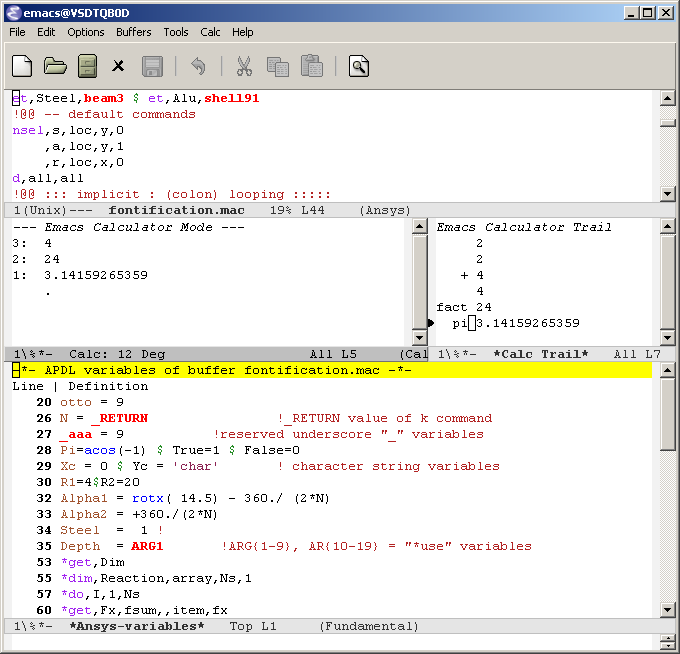 emacs@VSDTQB0D
File Edit Options Buffers Tools Calc Help
et,Steel,beam3 $ et,Alu,shell91
!@@ -- default commands
nsel,s,loc,y,0
    ,a,loc,y,1
    ,r,loc,x,0
d,all,all
!@@ ::: implicit : (colon) looping :::::
1(Unix)---  fontification.mac   19% L44    (Ansys)
--- Emacs Calculator Mode ---
3:  4
2:  24
1:  3.14159265359
    .
1\%*-  Calc: 12 Deg       All L5     (Cal
Emacs Calculator Trail
     2
     2
   + 4
     4
fact 24
  pi 3.14159265359
1\%*-  *Calc Trail*   All L7
-*- APDL variables of buffer fontification.mac -*-
Line | Definition
   20 otto = 9
   26 N = _RETURN                !_RETURN value of k command
   27 _aaa = 9           !reserved underscore "_" variables
   28 Pi=acos(-1) $ True=1 $ False=0
   29 Xc = 0 $ Yc = 'char'       ! character string variables
   30 R1=4$R2=20
   32 Alpha1 = rotx( 14.5) - 360./ (2*N)
   33 Alpha2 = +360./(2*N)
   34 Steel  =  1 !
   35 Depth  = ARG1       !ARG{1-9}, AR{10-19} = "*use" variables
   53 *get,Dim
   55 *dim,Reaction,array,Ns,1
   57 *do,I,1,Ns
   60 *get,Fx,fsum,,item,fx
1\%*-  *Ansys-variables*   Top L1     (Fundamental)